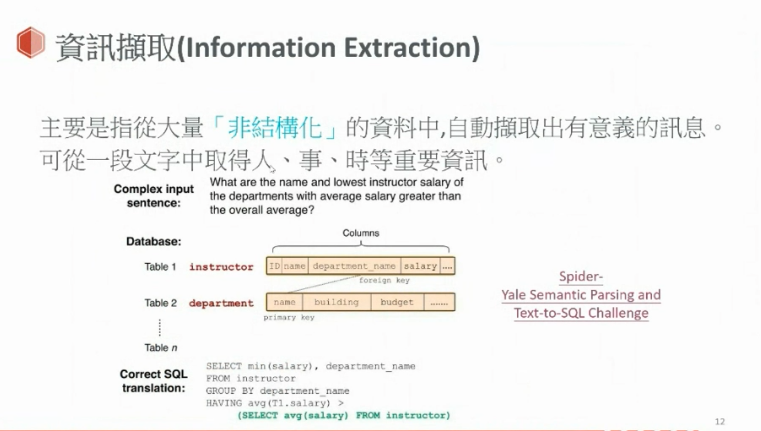 資訊擷取(Information Extraction)
主要是指從大量「非結構化」的資料中,自動擷取出有意義的訊息。
可從一段文字中取得人、事、時等重要資訊。
Complex input sentence:
What are the name and lowest instructor salary of
the departments with average salary greater than
the overall average?
Database:
Columns
Table 1 instructor ID name department_name salary ....
foreign key
Table 2 department name building budget ......
primary key
Table n
Correct SQL translation:
SELECT min(salary), department_name
FROM instructor
GROUP BY department_name
HAVING avg(T1.salary) >
(SELECT avg(salary) FROM instructor)
Spider-
Yale Semantic Parsing and
Text-to-SQL Challenge
12